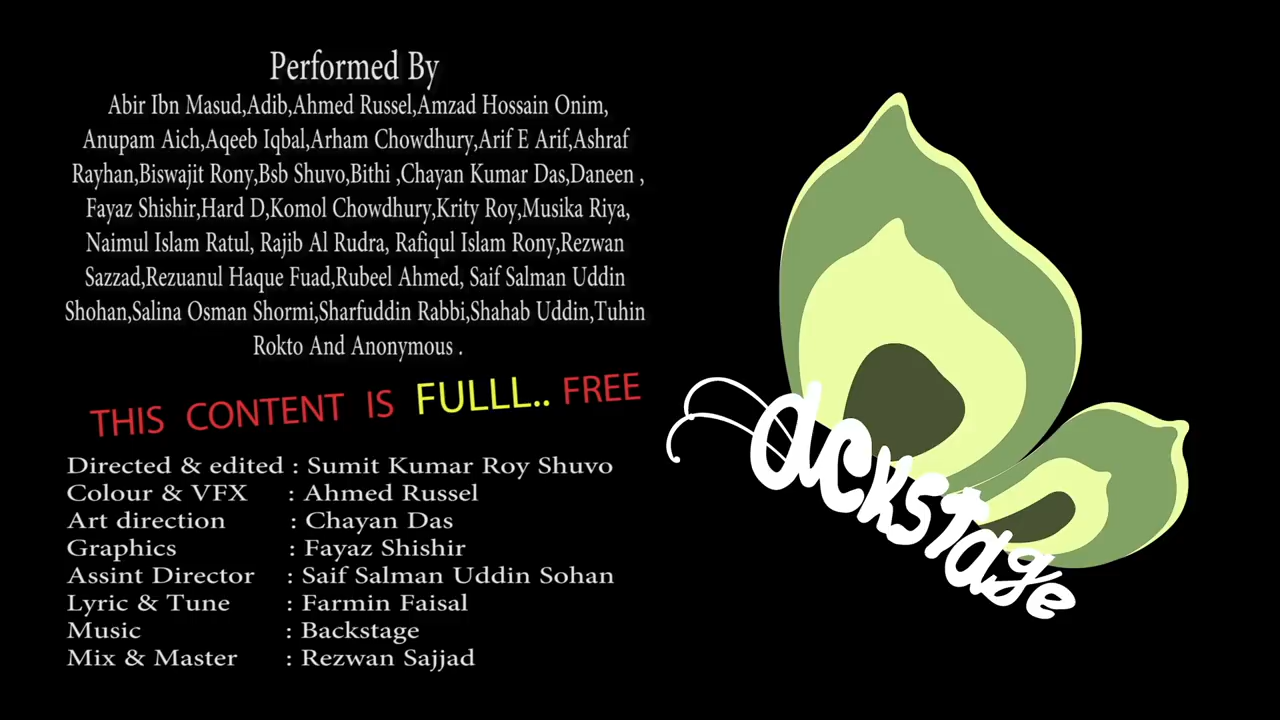 Performed By
Abir Ibn Masud,Adib,Ahmed Russel,Amzad Hossain Onim,
Anupam Aich,Aqeeb Iqbal,Arham Chowdhury,Arif E Arif,Ashraf
Rayhan,Biswajit Rony,Bsb Shuvo,Bithi ,Chayan Kumar Das,Daneen ,
Fayaz Shishir,Hard D,Komol Chowdhury,Krity Roy,Musika Riya,
Naimul Islam Ratul, Rajib Al Rudra, Rafiqul Islam Rony,Rezwan
Sazzad,Rezuanul Haque Fuad,Rubeel Ahmed, Saif Salman Uddin
Shohan,Salina Osman Shormi,Sharfuddin Rabbi,Shahab Uddin,Tuhin
Rokto And Anonymous .
THIS CONTENT IS FULLL.. FREE
Directed & edited : Sumit Kumar Roy Shuvo
Colour & VFX : Ahmed Russel
Art direction : Chayan Das
Graphics : Fayaz Shishir
Assint Director : Saif Salman Uddin Sohan
Lyric & Tune : Farmin Faisal
Music : Backstage
Mix & Master : Rezwan Sajjad
Backstage